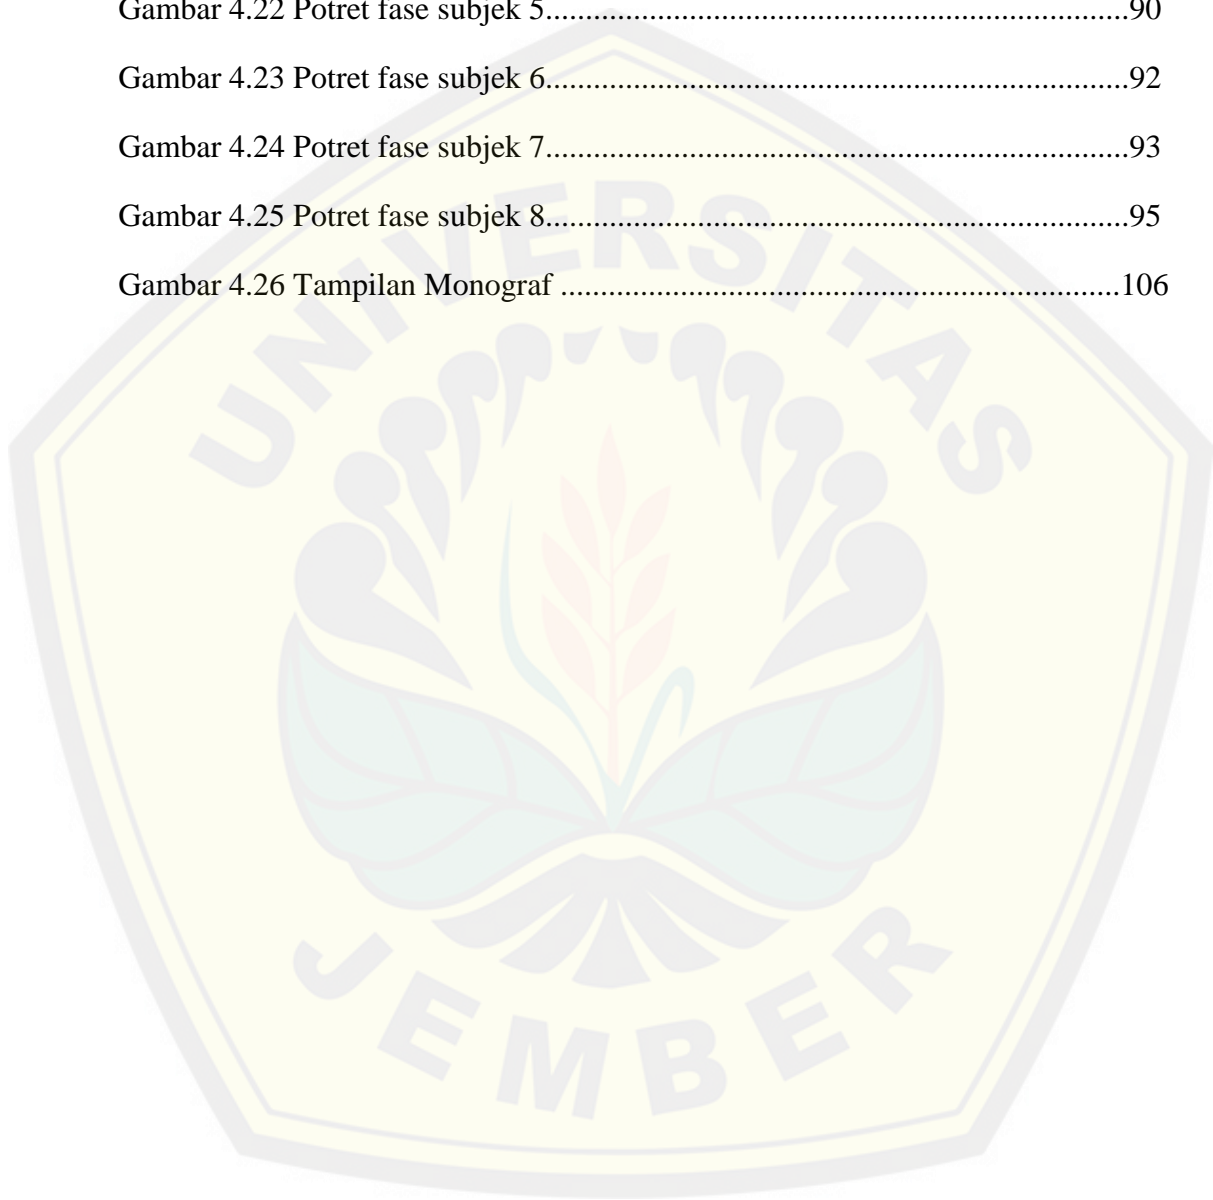 Gambar 4.22 Potret fase subjek 5..........................................................................90
Gambar 4.23 Potret fase subjek 6..........................................................................92
Gambar 4.24 Potret fase subjek 7..........................................................................93
Gambar 4.25 Potret fase subjek 8..........................................................................95
Gambar 4.26 Tampilan Monograf .......................................................................106
UNIVERSITAS
JEMBER